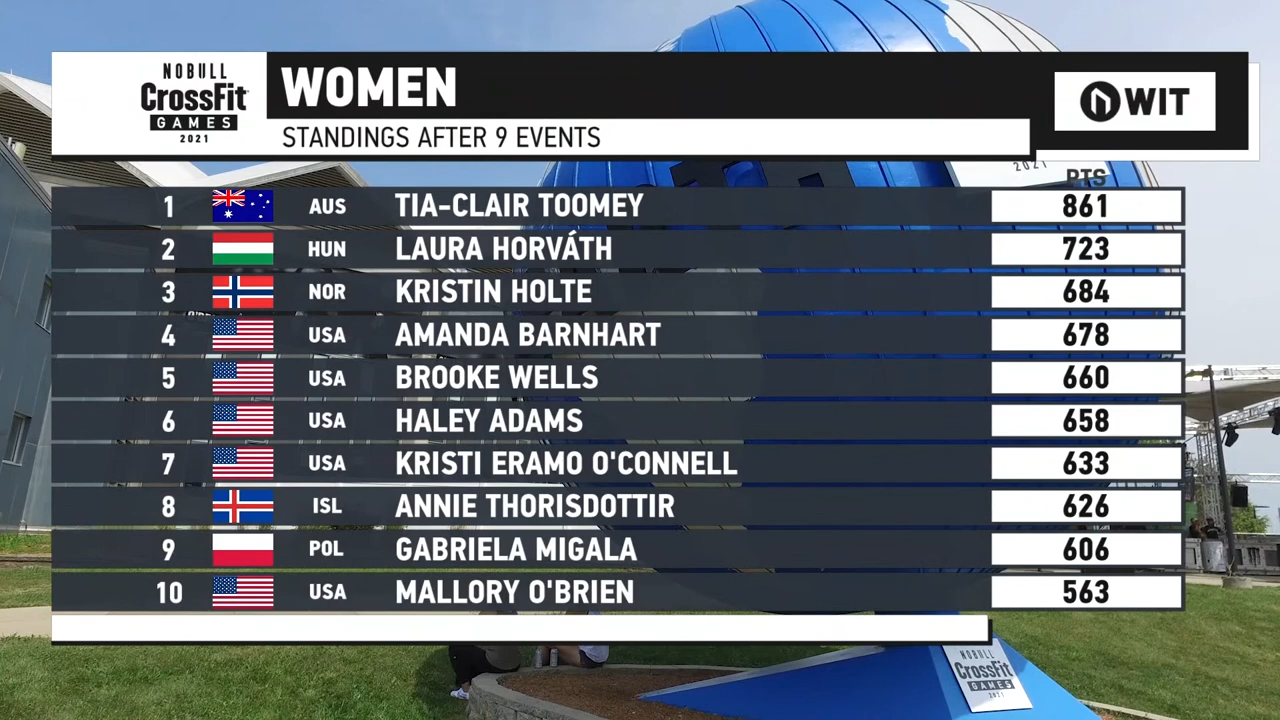 NOBULL
CrossFit
GAMES
2021
WOMEN
STANDINGS AFTER 9 EVENTS
WIT
2021
PTS
1 AUS TIA-CLAIR TOOMEY 861
2 HUN LAURA HORVÁTH 723
3 NOR KRISTIN HOLTE 684
4 USA AMANDA BARNHART 678
5 USA BROOKE WELLS 660
6 USA HALEY ADAMS 658
7 USA KRISTI ERAMO O'CONNELL 633
8 ISL ANNIE THORISDOTTIR 626
9 POL GABRIELA MIGALA 606
10 USA MALLORY O'BRIEN 563
NOBULL
CrossFit
GAMES
2021